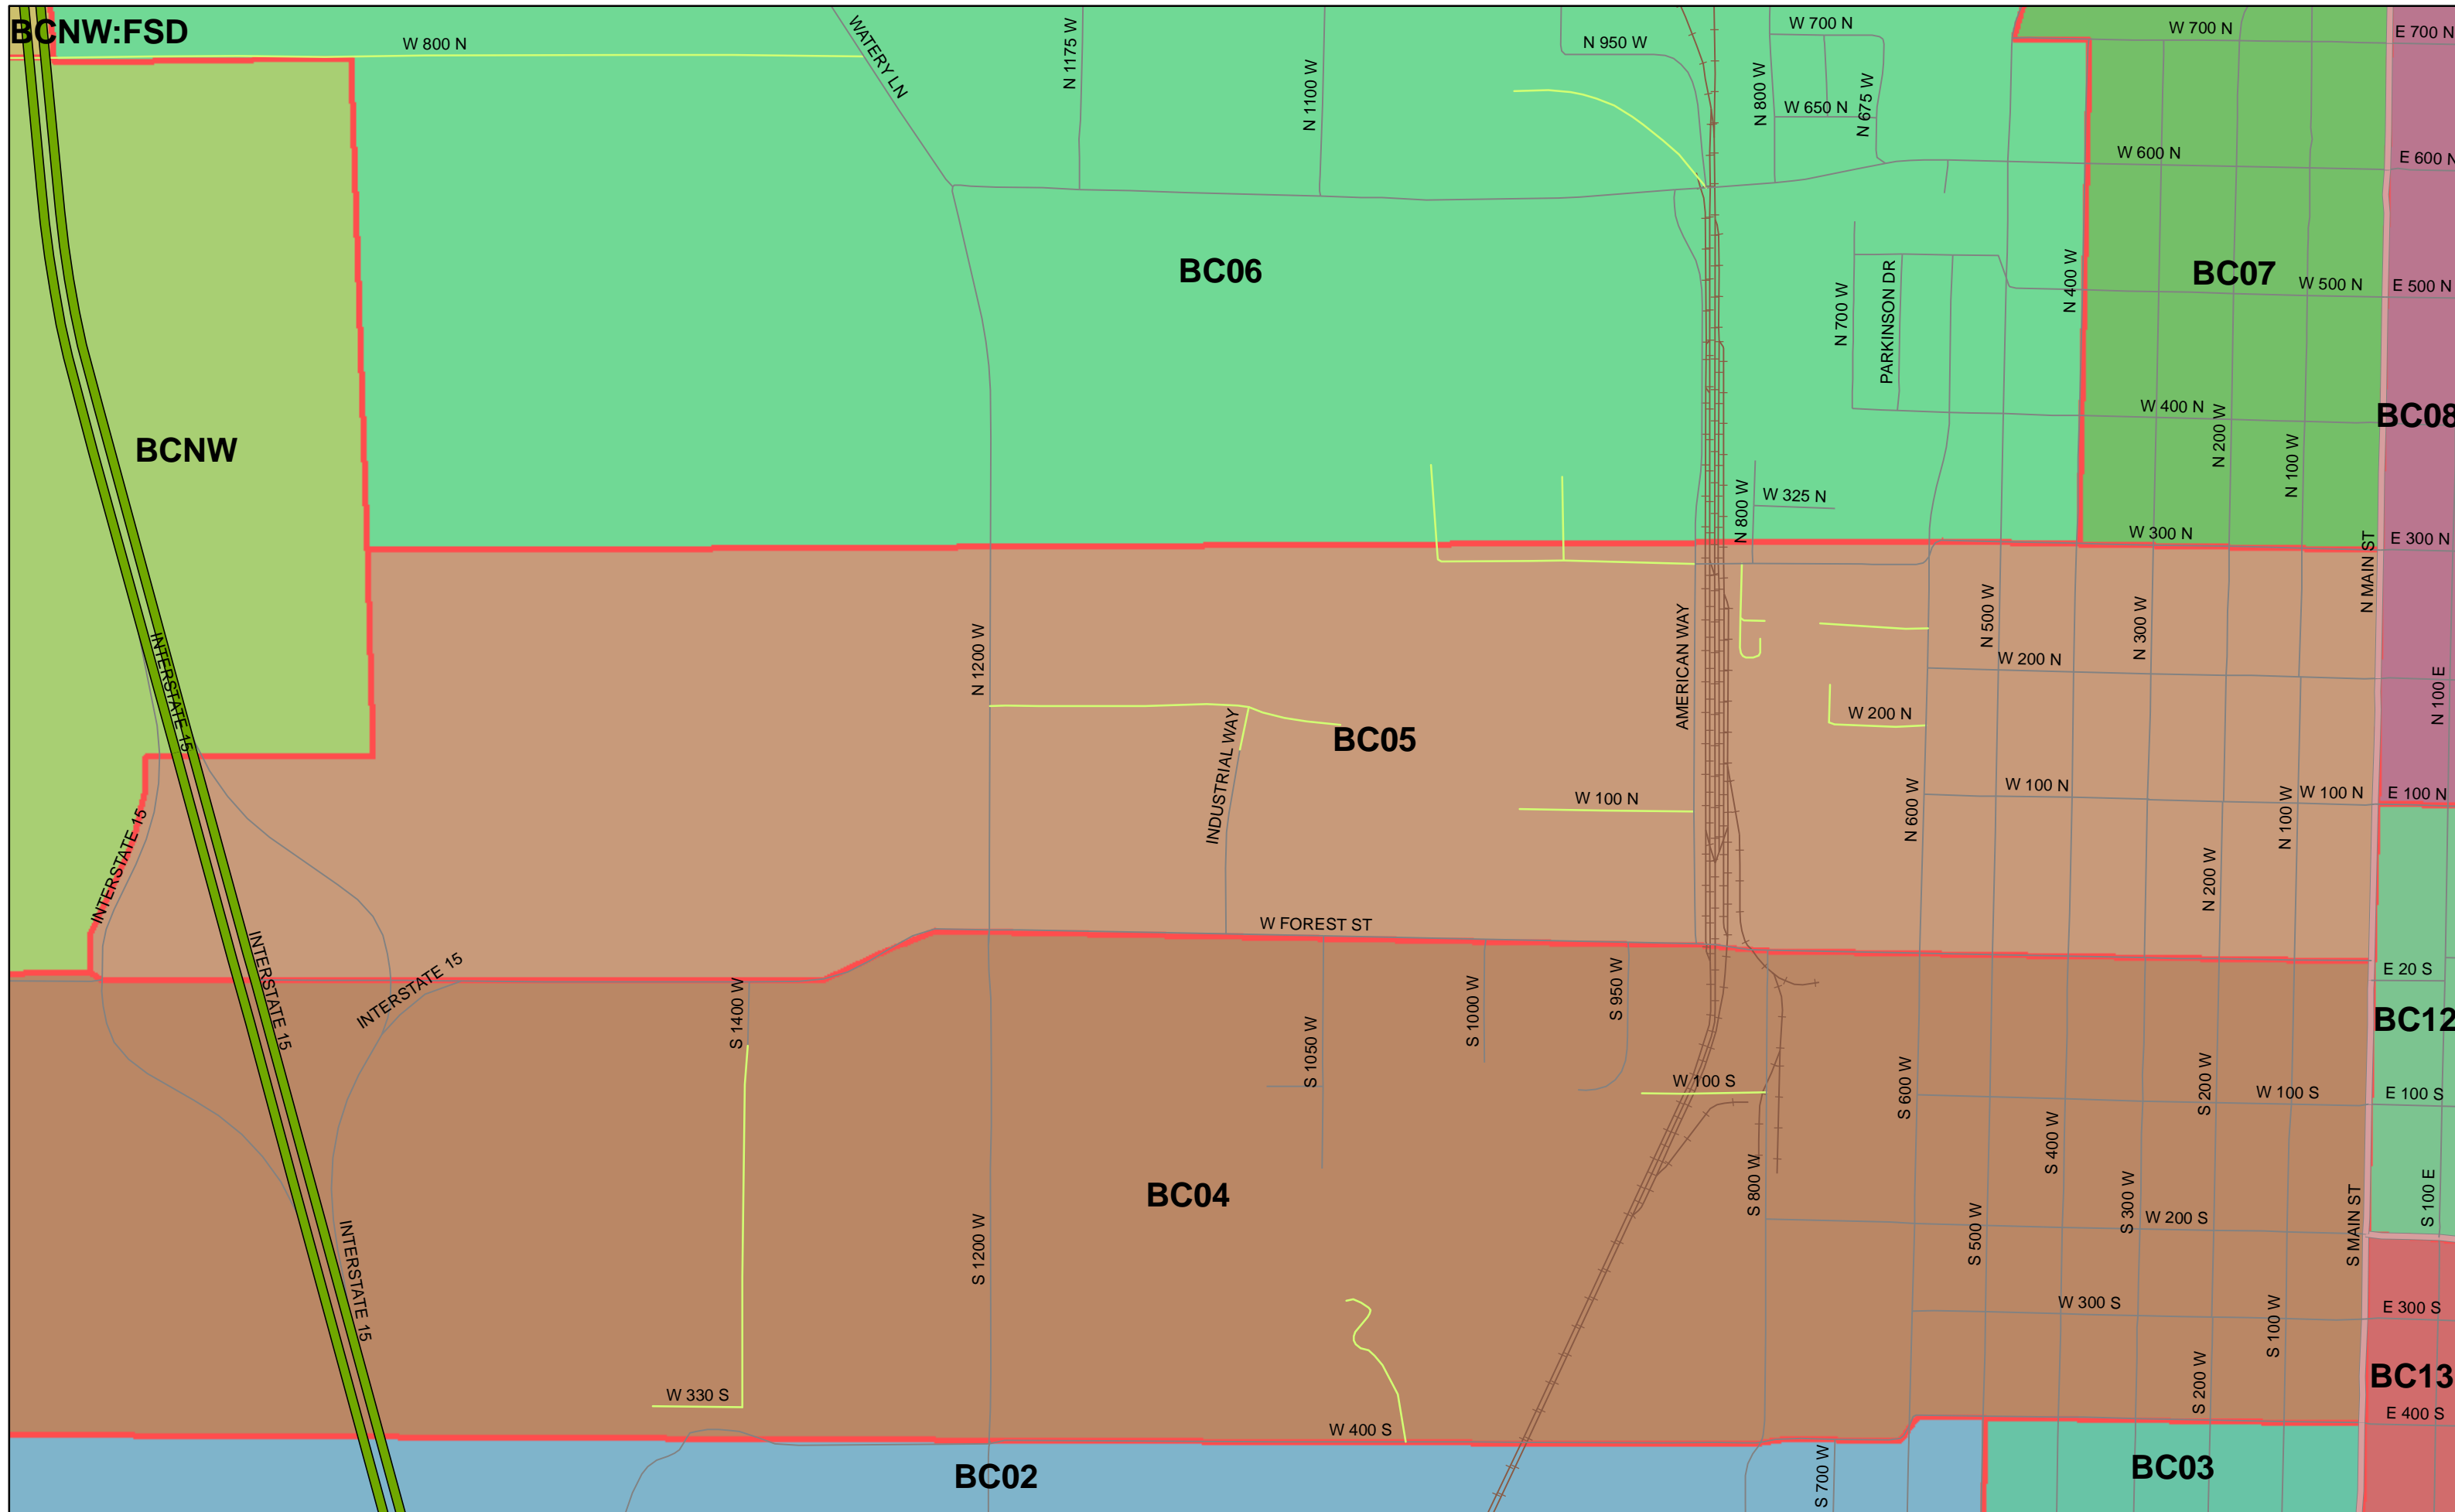 BCNW:FSD
W 800 N
WATERY LN
N 1175 W
N 1100 W
N 950 W
W 700 N
N 800 W
W 650 N
N 675 W
W 700 N
E 700 N
W 600 N
E 600 N
BC06
N 700 W
PARKINSON DR
N 400 W
BC07
W 500 N
E 500 N
BCNW
W 400 N
N 200 W
N 100 W
BC08
N 800 W
W 325 N
W 300 N
N MAIN ST
E 300 N
INTERSTATE 15
N 1200 W
AMERICAN WAY
N 500 W
N 300 W
W 200 N
N 100 E
INDUSTRIAL WAY
BC05
W 200 N
W 100 N
N 600 W
W 100 N
N 100 W
W 100 N
E 100 N
INTERSTATE 15
N 200 W
W FOREST ST
INTERSTATE 15
INTERSTATE 15
S 1400 W
S 1050 W
S 1000 W
S 950 W
E 20 S
BC12
W 100 S
S 600 W
S 400 W
S 200 W
W 100 S
E 100 S
BC04
S 800 W
S 1200 W
INTERSTATE 15
S 500 W
S 300 W
W 200 S
S MAIN ST
S 100 E
W 300 S
S 100 W
E 300 S
S 200 W
BC13
W 330 S
W 400 S
E 400 S
BC02
S 700 W
BC03